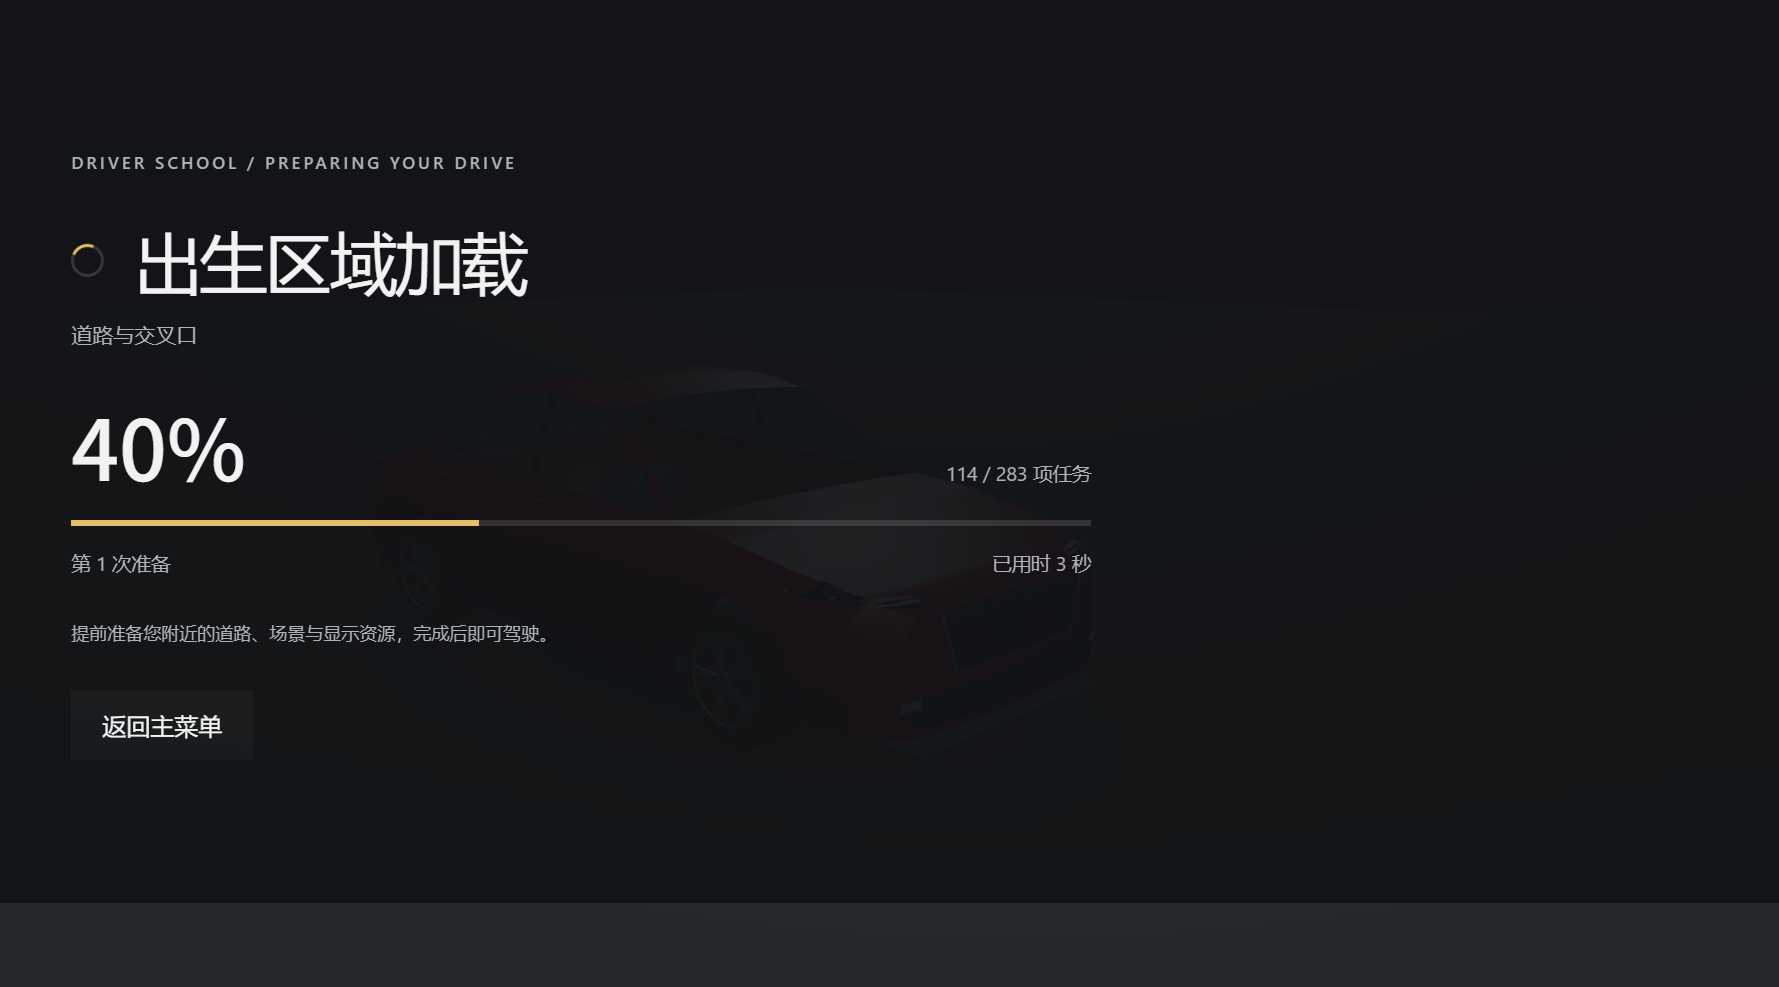 DRIVER SCHOOL / PREPARING YOUR DRIVE
出生区域加载
道路与交叉口
40%
114 / 283 项任务
第 1 次准备
已用时 3 秒
提前准备您附近的道路、场景与显示资源，完成后即可驾驶。
返回主菜单